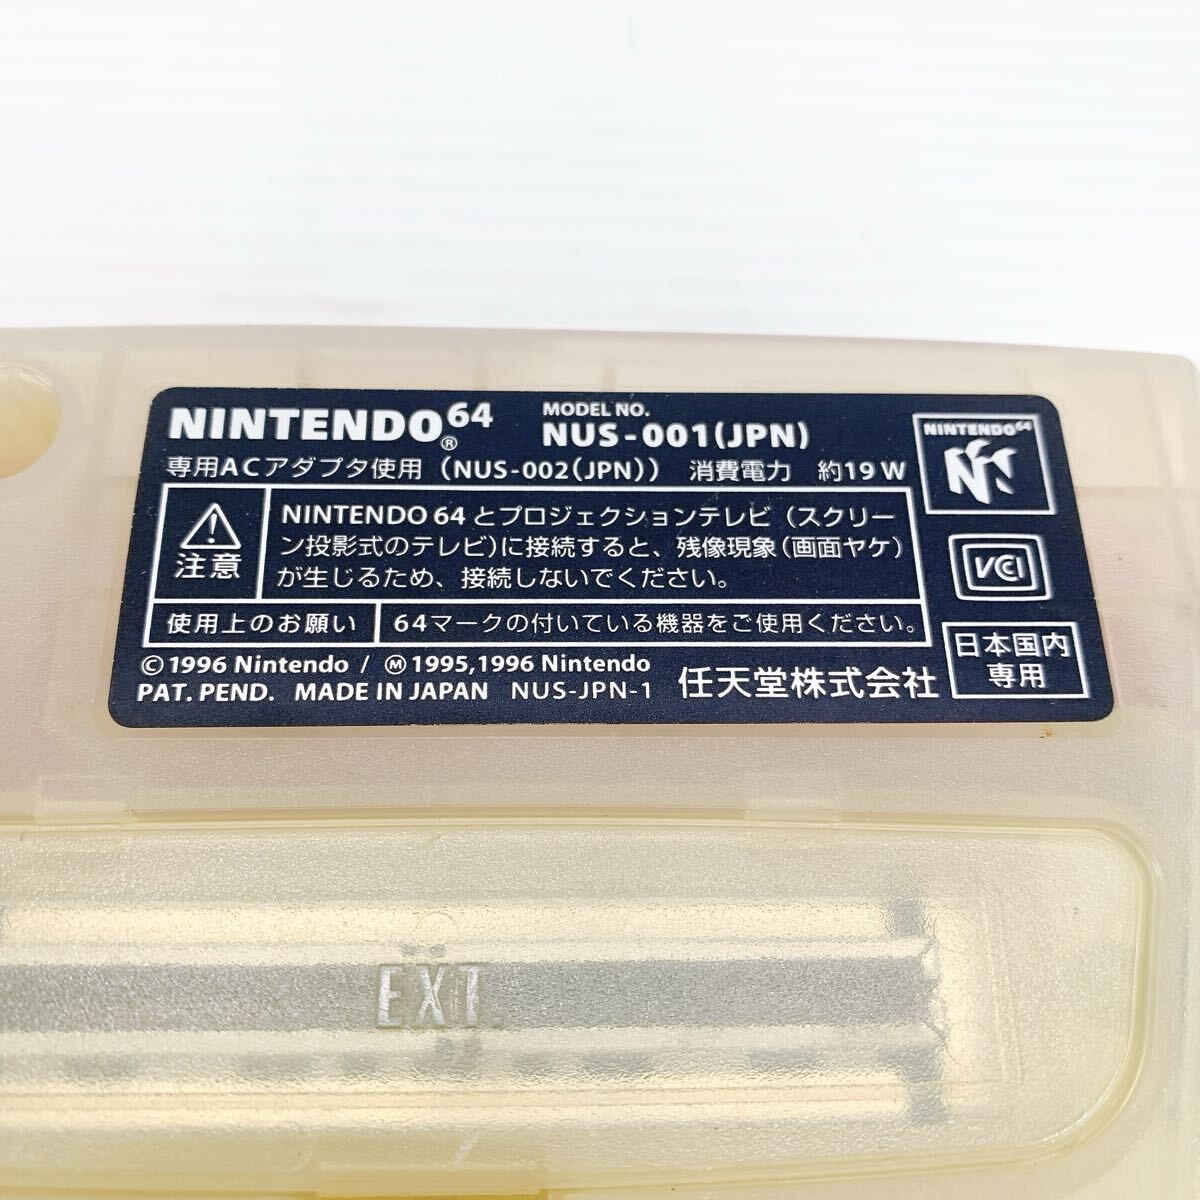 NINTENDO64®
MODEL NO.
NUS-001(JPN)
専用ACアダプタ使用（NUS-002(JPN)） 消費電力 約19W
注意
NINTENDO 64 とプロジェクションテレビ（スクリー
ン投影式のテレビ)に接続すると、残像現象(画面ヤケ)
が生じるため、接続しないでください。
使用上のお願い
64マークの付いている機器をご使用ください。
© 1996 Nintendo / Ⓜ 1995,1996 Nintendo
PAT. PEND. MADE IN JAPAN NUS-JPN-1
任天堂株式会社
NINTENDO64
N
VCI
日本国内
専用
EXT.